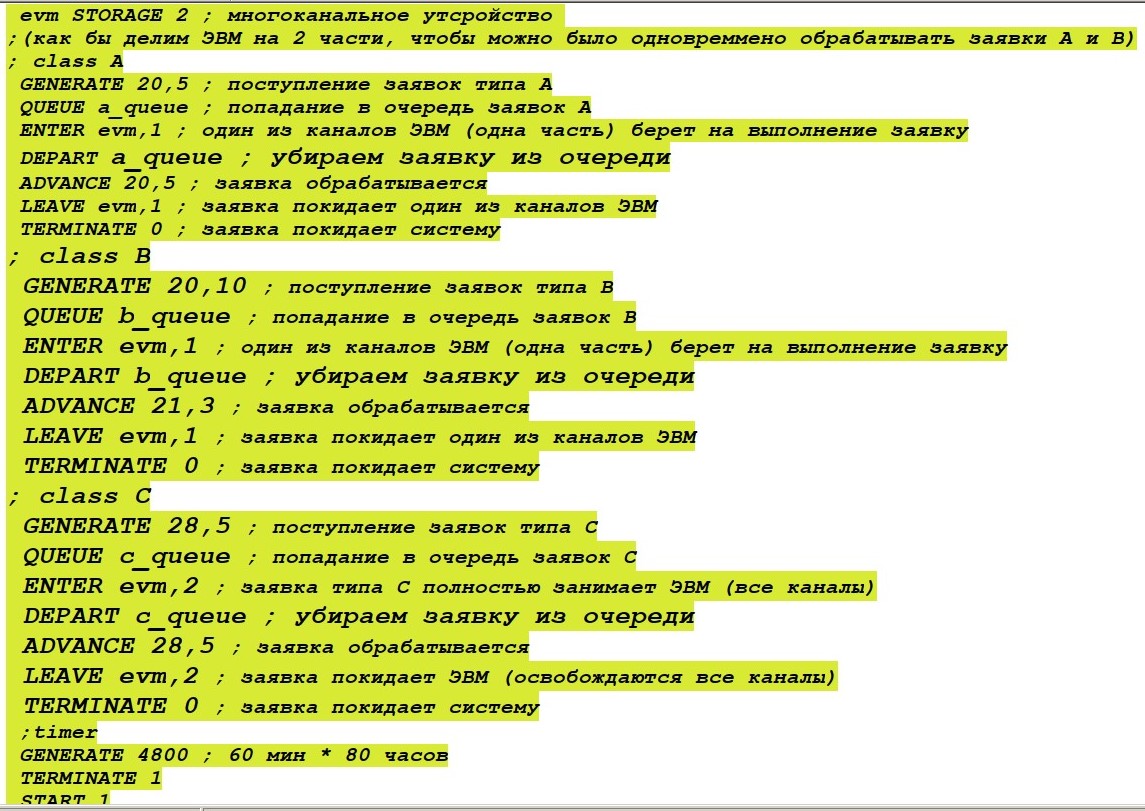 evm STORAGE 2 ; многоканальное утсройство
;(как бы делим ЭВМ на 2 части, чтобы можно было одновреммено обрабатывать заявки А и В)
; class A
GENERATE 20,5 ; поступление заявок типа А
QUEUE a_queue ; попадание в очередь заявок А
ENTER evm,1 ; один из каналов ЭВМ (одна часть) берет на выполнение заявку
DEPART a_queue ; убираем заявку из очереди
ADVANCE 20,5 ; заявка обрабатывается
LEAVE evm,1 ; заявка покидает один из каналов ЭВМ
TERMINATE 0 ; заявка покидает систему
; class B
GENERATE 20,10 ; поступление заявок типа В
QUEUE b_queue ; попадание в очередь заявок В
ENTER evm,1 ; один из каналов ЭВМ (одна часть) берет на выполнение заявку
DEPART b_queue ; убираем заявку из очереди
ADVANCE 21,3 ; заявка обрабатывается
LEAVE evm,1 ; заявка покидает один из каналов ЭВМ
TERMINATE 0 ; заявка покидает систему
; class C
GENERATE 28,5 ; поступление заявок типа С
QUEUE c_queue ; попадание в очередь заявок С
ENTER evm,2 ; заявка типа С полностью занимает ЭВМ (все каналы)
DEPART c_queue ; убираем заявку из очереди
ADVANCE 28,5 ; заявка обрабатывается
LEAVE evm,2 ; заявка покидает ЭВМ (освобождаются все каналы)
TERMINATE 0 ; заявка покидает систему
;timer
GENERATE 4800 ; 60 мин * 80 часов
TERMINATE 1
START 1